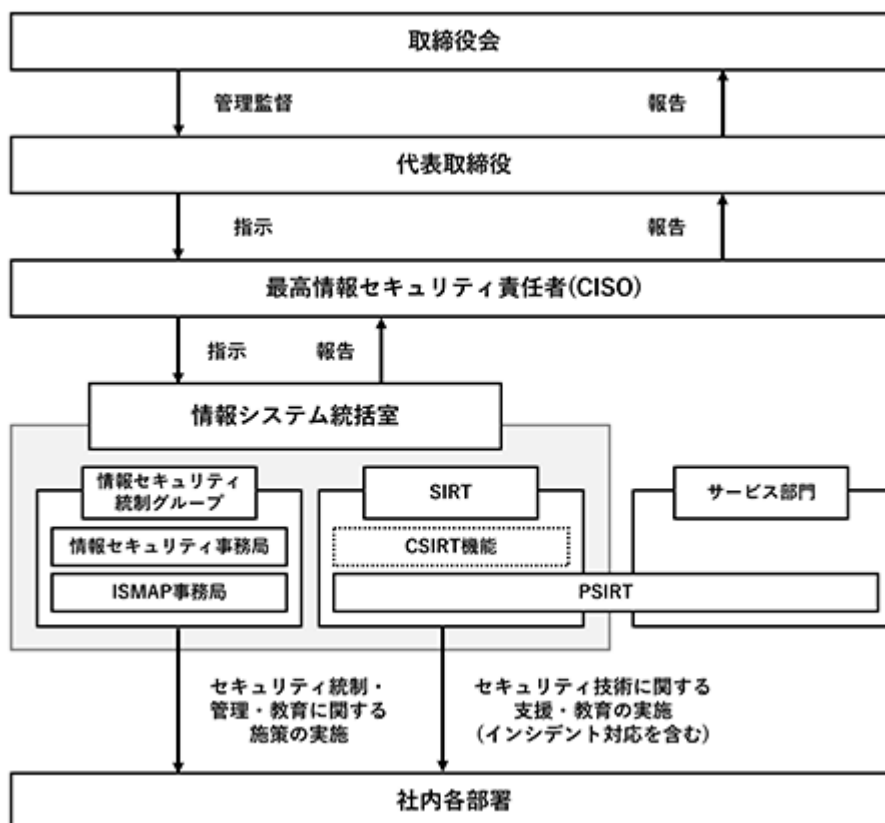 取締役会
管理監督
報告
代表取締役
指示
報告
最高情報セキュリティ責任者(CISO)
指示
報告
情報システム統括室
情報セキュリティ
統制グループ
情報セキュリティ事務局
ISMAP事務局
SIRT
CSIRT機能
サービス部門
PSIRT
セキュリティ統制・
管理・教育に関する
施策の実施
セキュリティ技術に関する
支援・教育の実施
(インシデント対応を含む)
社内各部署